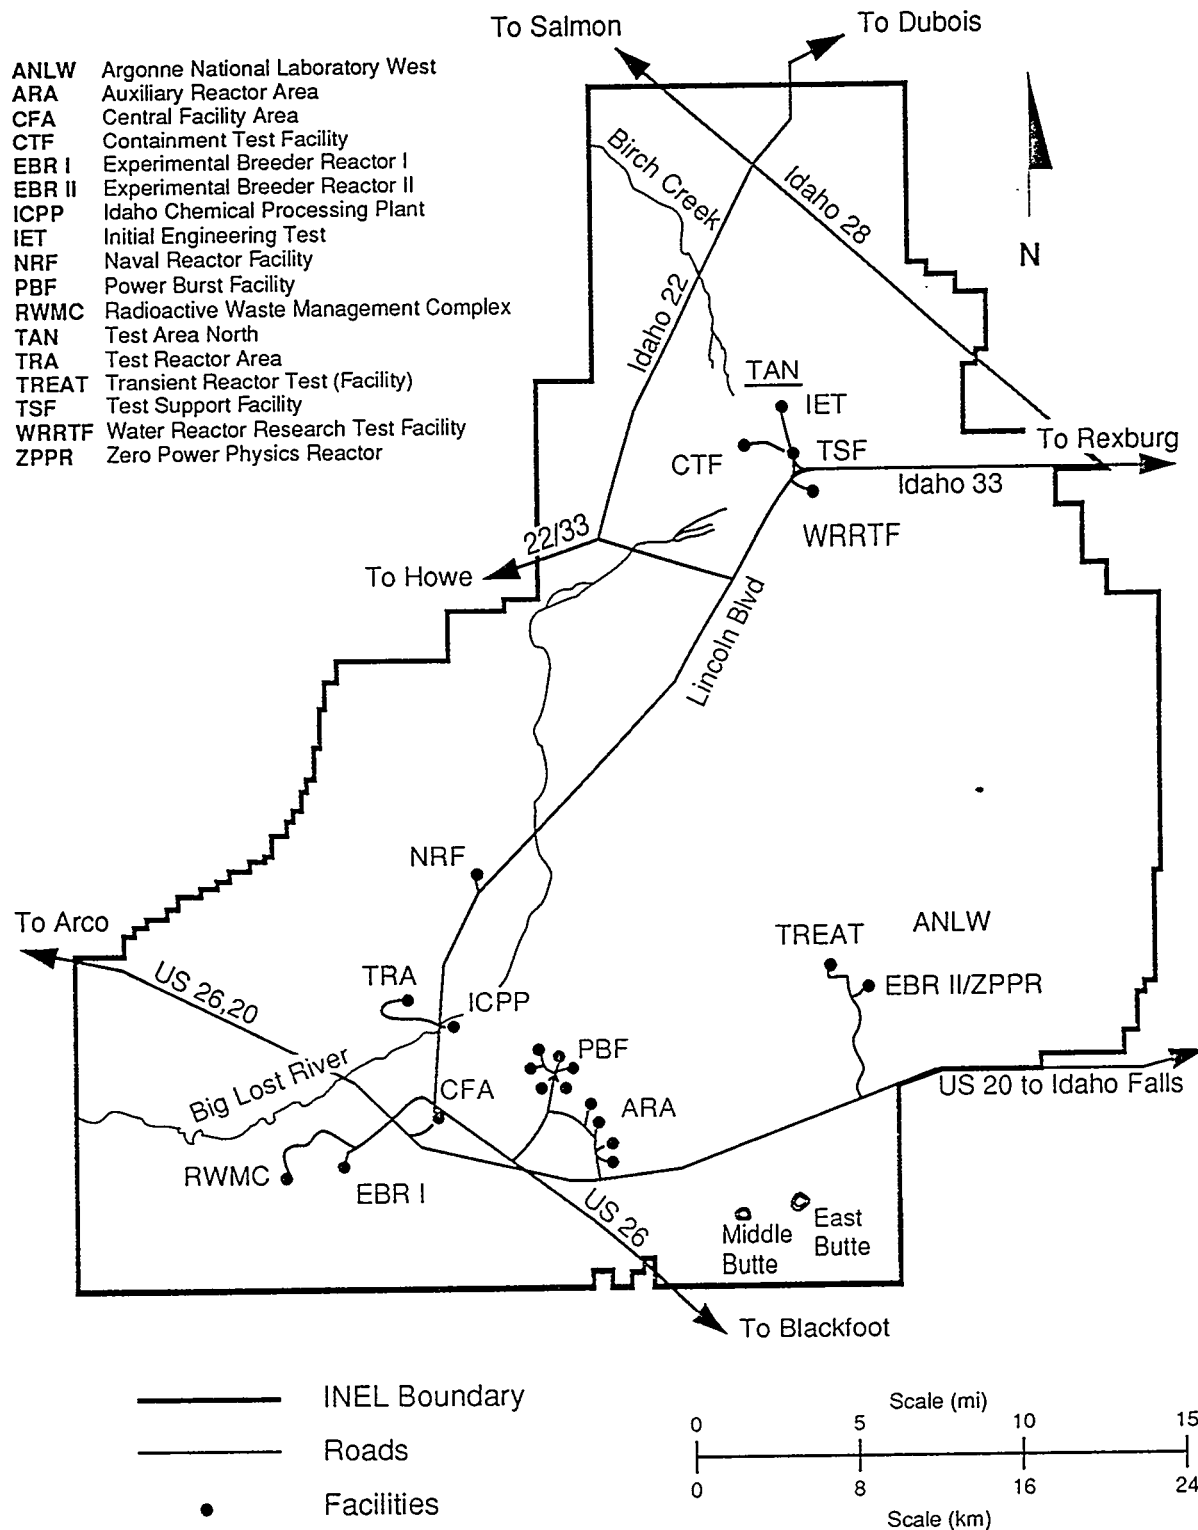 To Salmon
To Dubois
ANLW Argonne National Laboratory West
ARA Auxiliary Reactor Area
CFA Central Facility Area
CTF Containment Test Facility
EBR I Experimental Breeder Reactor I
EBR II Experimental Breeder Reactor II
ICPP Idaho Chemical Processing Plant
IET Initial Engineering Test
NRF Naval Reactor Facility
PBF Power Burst Facility
RWMC Radioactive Waste Management Complex
TAN Test Area North
TRA Test Reactor Area
TREAT Transient Reactor Test (Facility)
TSF Test Support Facility
WRRTF Water Reactor Research Test Facility
ZPPR Zero Power Physics Reactor
Birch Creek
Idaho 28
N
Idaho 22
TAN
IET
To Rexburg
TSF
CTF
Idaho 33
WRRTF
22/33
To Howe
Lincoln Blvd
NRF
To Arco
ANLW
TREAT
US 26,20
TRA
ICPP
EBR II/ZPPR
PBF
Big Lost River
CFA
US 20 to Idaho Falls
ARA
RWMC
EBR I
US 26
Middle
Butte
East
Butte
To Blackfoot
INEL Boundary
Roads
Facilities
Scale (mi)
0 5 10 15
0 8 16 24
Scale (km)